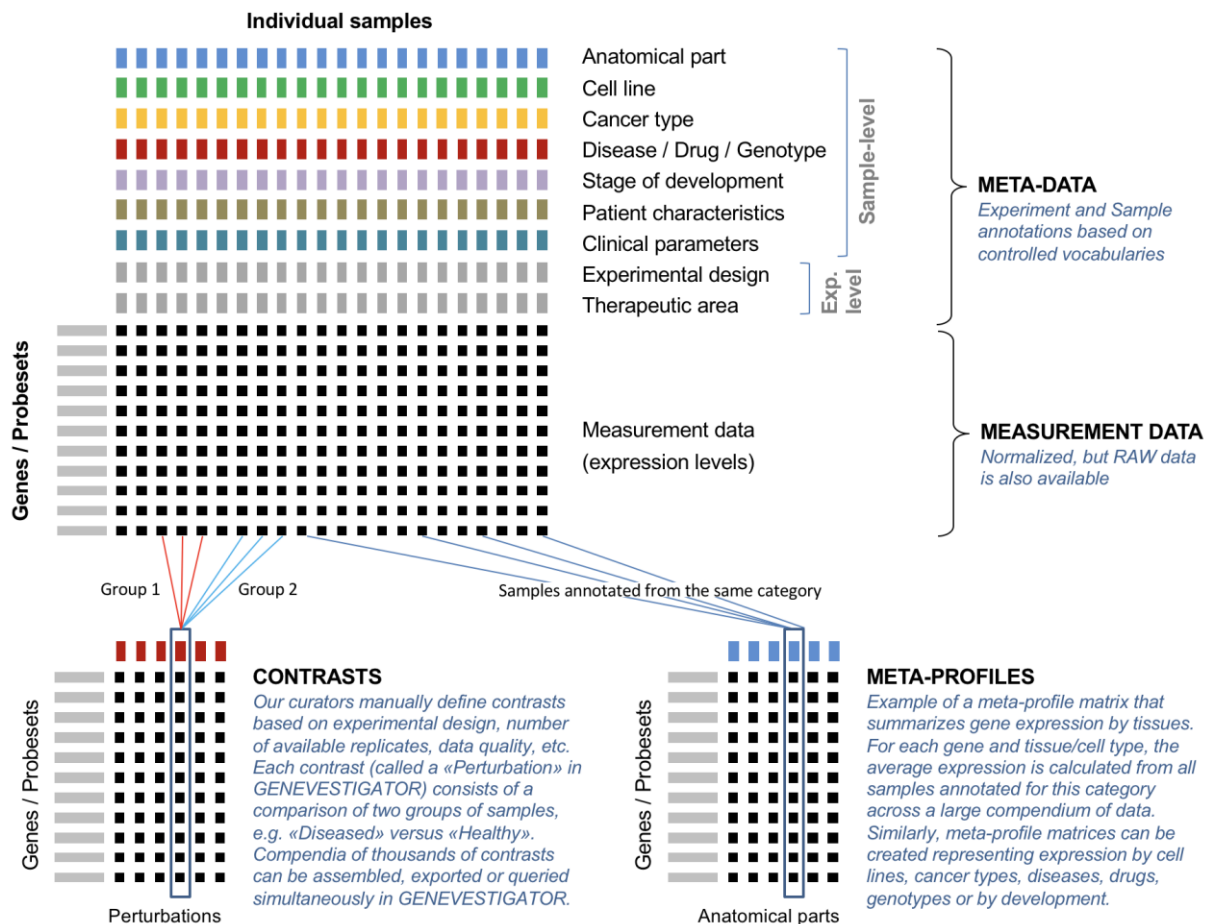 Individual samples
Anatomical part
Cell line
Cancer type
Disease / Drug / Genotype
Stage of development
Patient characteristics
Clinical parameters
Experimental design
Therapeutic area
Sample-level
Exp.
level
META-DATA
Experiment and Sample
annotations based on
controlled vocabularies
Genes / Probesets
Measurement data
(expression levels)
MEASUREMENT DATA
Normalized, but RAW data
is also available
Group 1
Group 2
Samples annotated from the same category
Genes / Probesets
Perturbations
CONTRASTS
Our curators manually define contrasts
based on experimental design, number
of available replicates, data quality, etc.
Each contrast (called a «Perturbation» in
GENEVESTIGATOR) consists of a
comparison of two groups of samples,
e.g. «Diseased» versus «Healthy».
Compendia of thousands of contrasts
can be assembled, exported or queried
simultaneously in GENEVESTIGATOR.
Genes / Probesets
Anatomical parts
META-PROFILES
Example of a meta-profile matrix that
summarizes gene expression by tissues.
For each gene and tissue/cell type, the
average expression is calculated from all
samples annotated for this category
across a large compendium of data.
Similarly, meta-profile matrices can be
created representing expression by cell
lines, cancer types, diseases, drugs,
genotypes or by development.